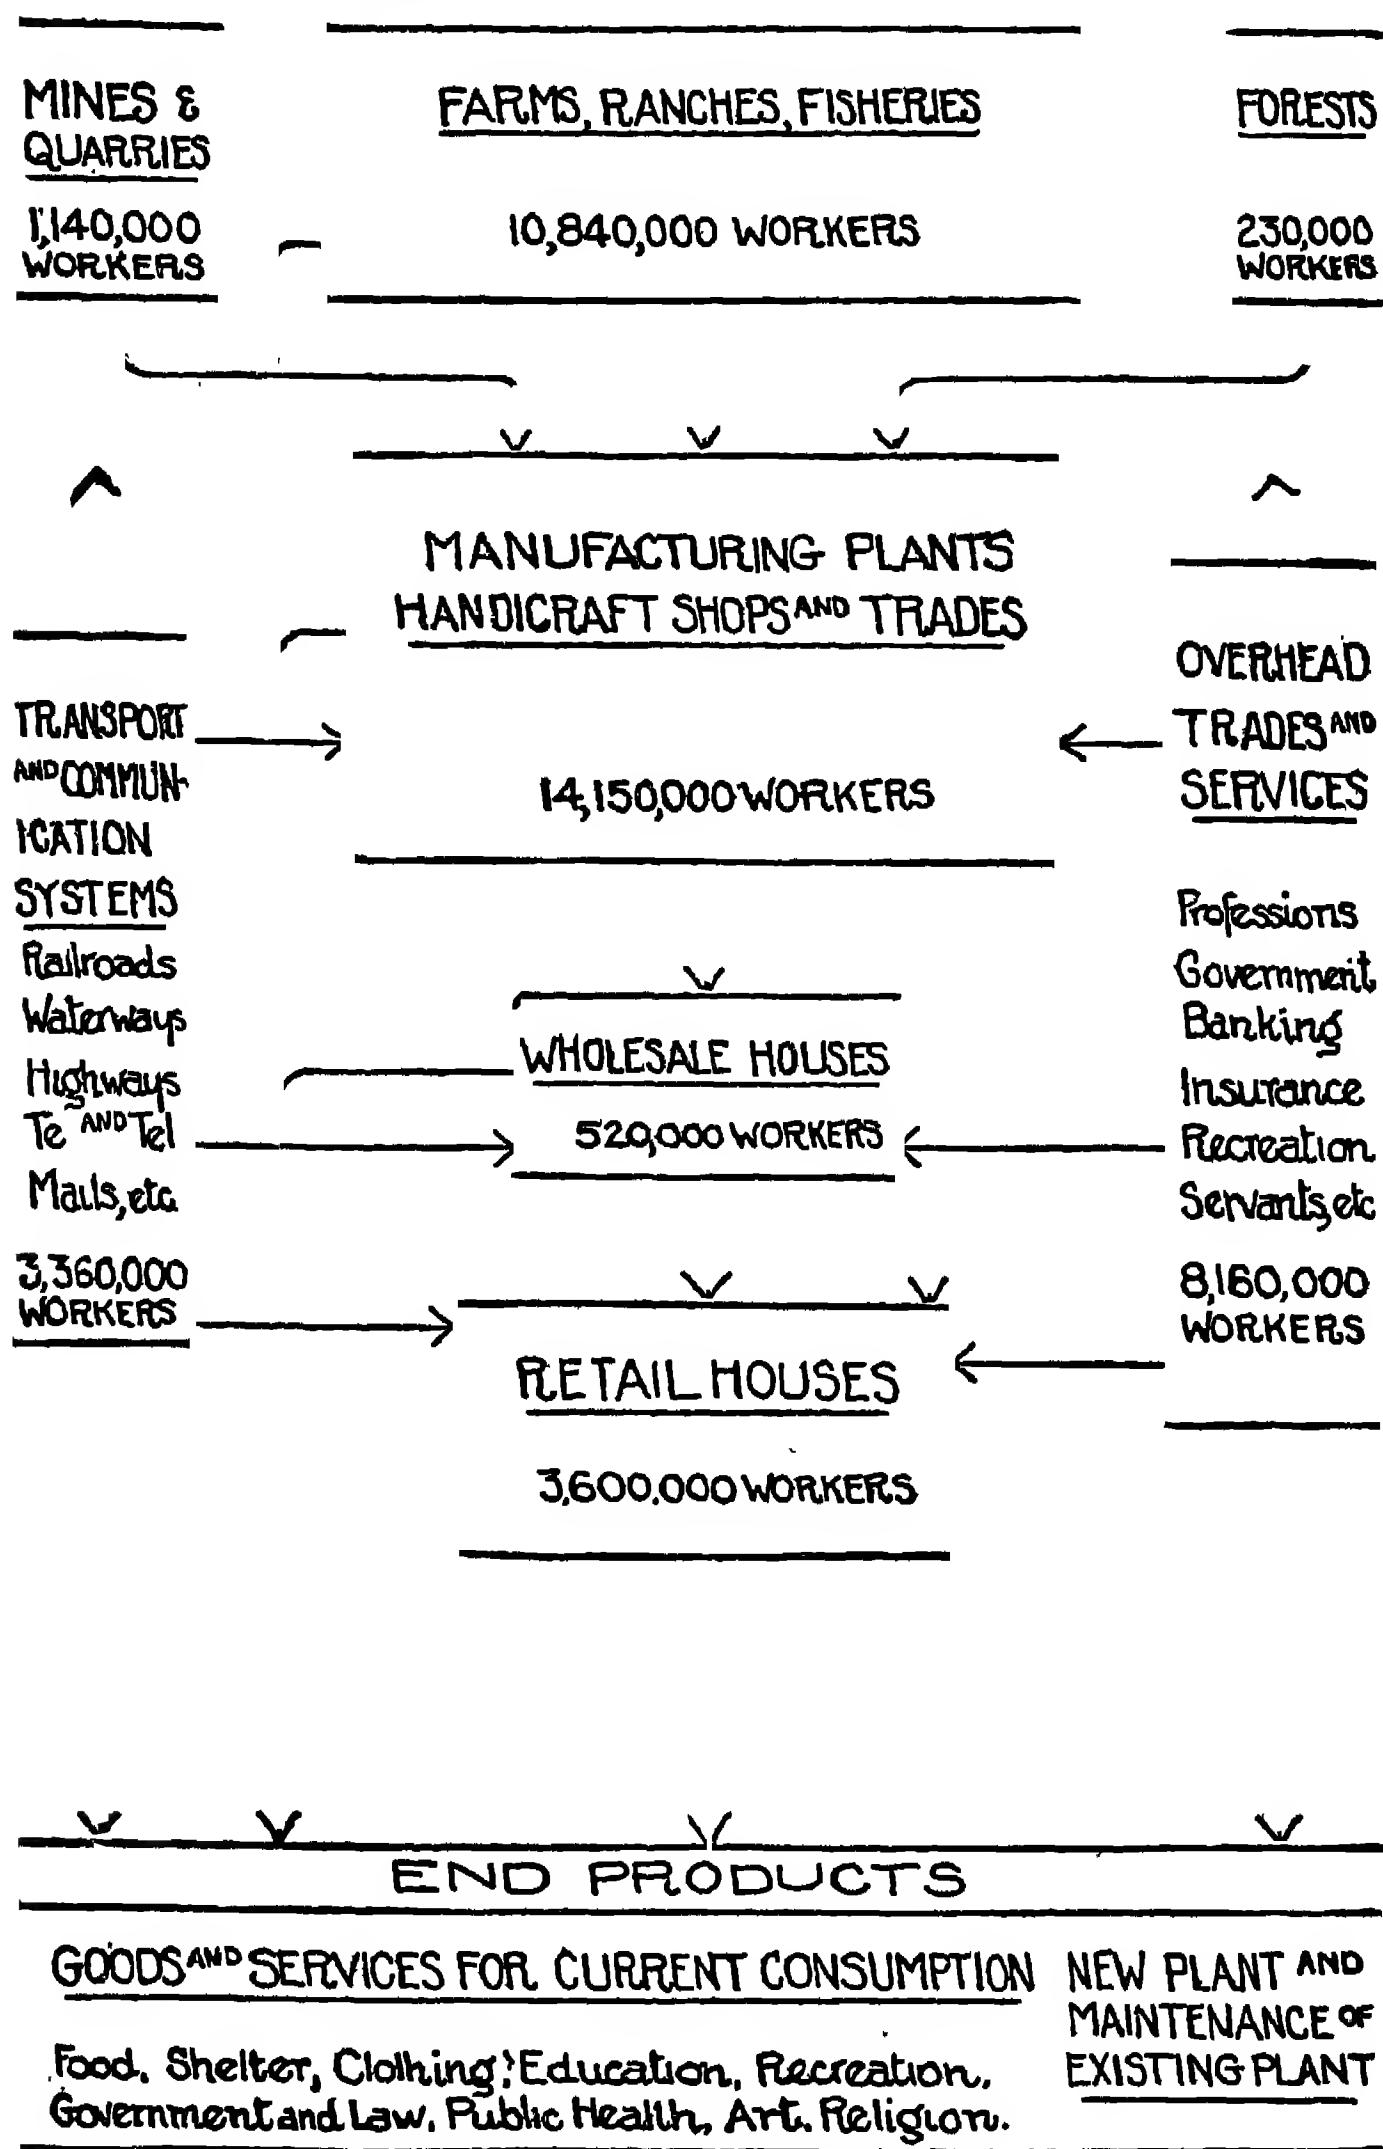 MINES &
QUARRIES
1,140,000
WORKERS
FARMS, RANCHES, FISHERIES
10,840,000 WORKERS
FORESTS
230,000
WORKERS
MANUFACTURING PLANTS
HANDICRAFT SHOPS AND TRADES
14,150,000 WORKERS
TRANSPORT
AND COMMUN-
ICATION
SYSTEMS
Railroads
Waterways
Highways
Te AND Tel
Mails, etc.
3,360,000
WORKERS
OVERHEAD
TRADES AND
SERVICES
Professions
Government
Banking
Insurance
Recreation
Servants, etc
8,160,000
WORKERS
WHOLESALE HOUSES
520,000 WORKERS
RETAIL HOUSES
3,600,000 WORKERS
END PRODUCTS
GOODS AND SERVICES FOR CURRENT CONSUMPTION
Food, Shelter, Clothing, Education, Recreation,
Government and Law, Public Health, Art, Religion.
NEW PLANT AND
MAINTENANCE OF
EXISTING PLANT